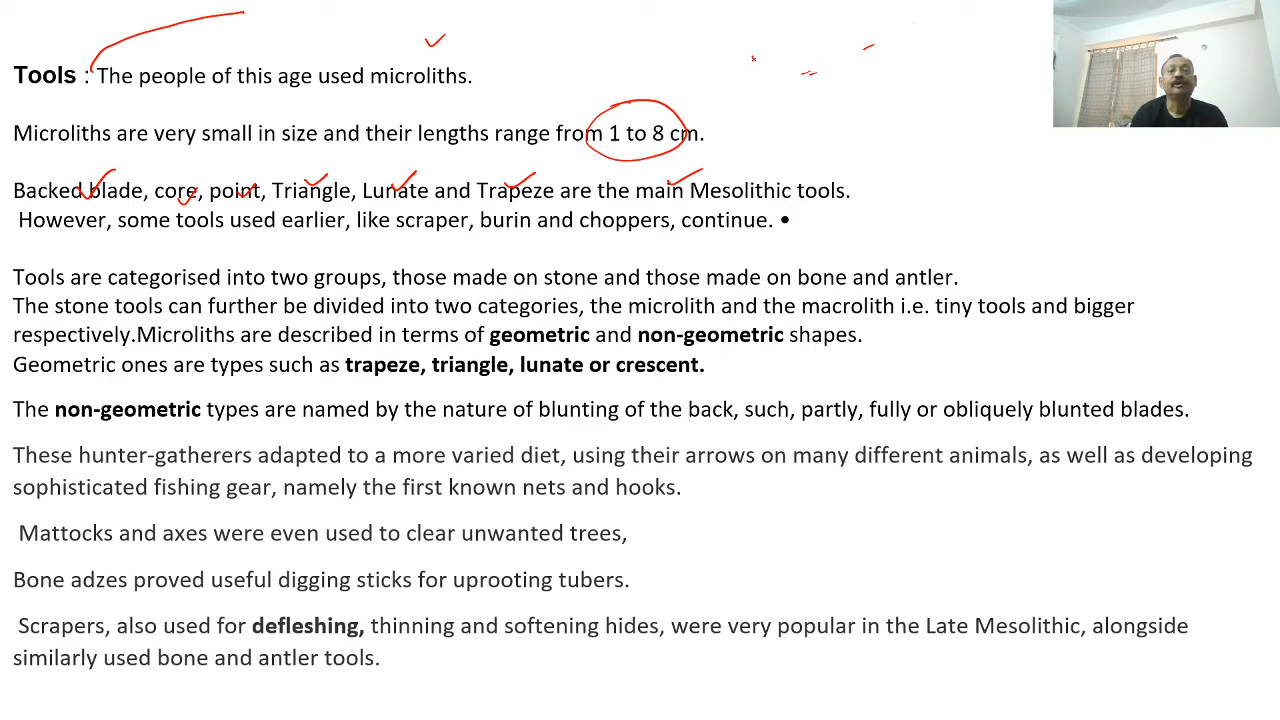 Tools : The people of this age used microliths.
Microliths are very small in size and their lengths range from 1 to 8 cm.
Backed blade, core, point, Triangle, Lunate and Trapeze are the main Mesolithic tools.
However, some tools used earlier, like scraper, burin and choppers, continue. •
Tools are categorised into two groups, those made on stone and those made on bone and antler.
The stone tools can further be divided into two categories, the microlith and the macrolith i.e. tiny tools and bigger
respectively.Microliths are described in terms of geometric and non-geometric shapes.
Geometric ones are types such as trapeze, triangle, lunate or crescent.
The non-geometric types are named by the nature of blunting of the back, such, partly, fully or obliquely blunted blades.
These hunter-gatherers adapted to a more varied diet, using their arrows on many different animals, as well as developing
sophisticated fishing gear, namely the first known nets and hooks.
Mattocks and axes were even used to clear unwanted trees,
Bone adzes proved useful digging sticks for uprooting tubers.
Scrapers, also used for defleshing, thinning and softening hides, were very popular in the Late Mesolithic, alongside
similarly used bone and antler tools.